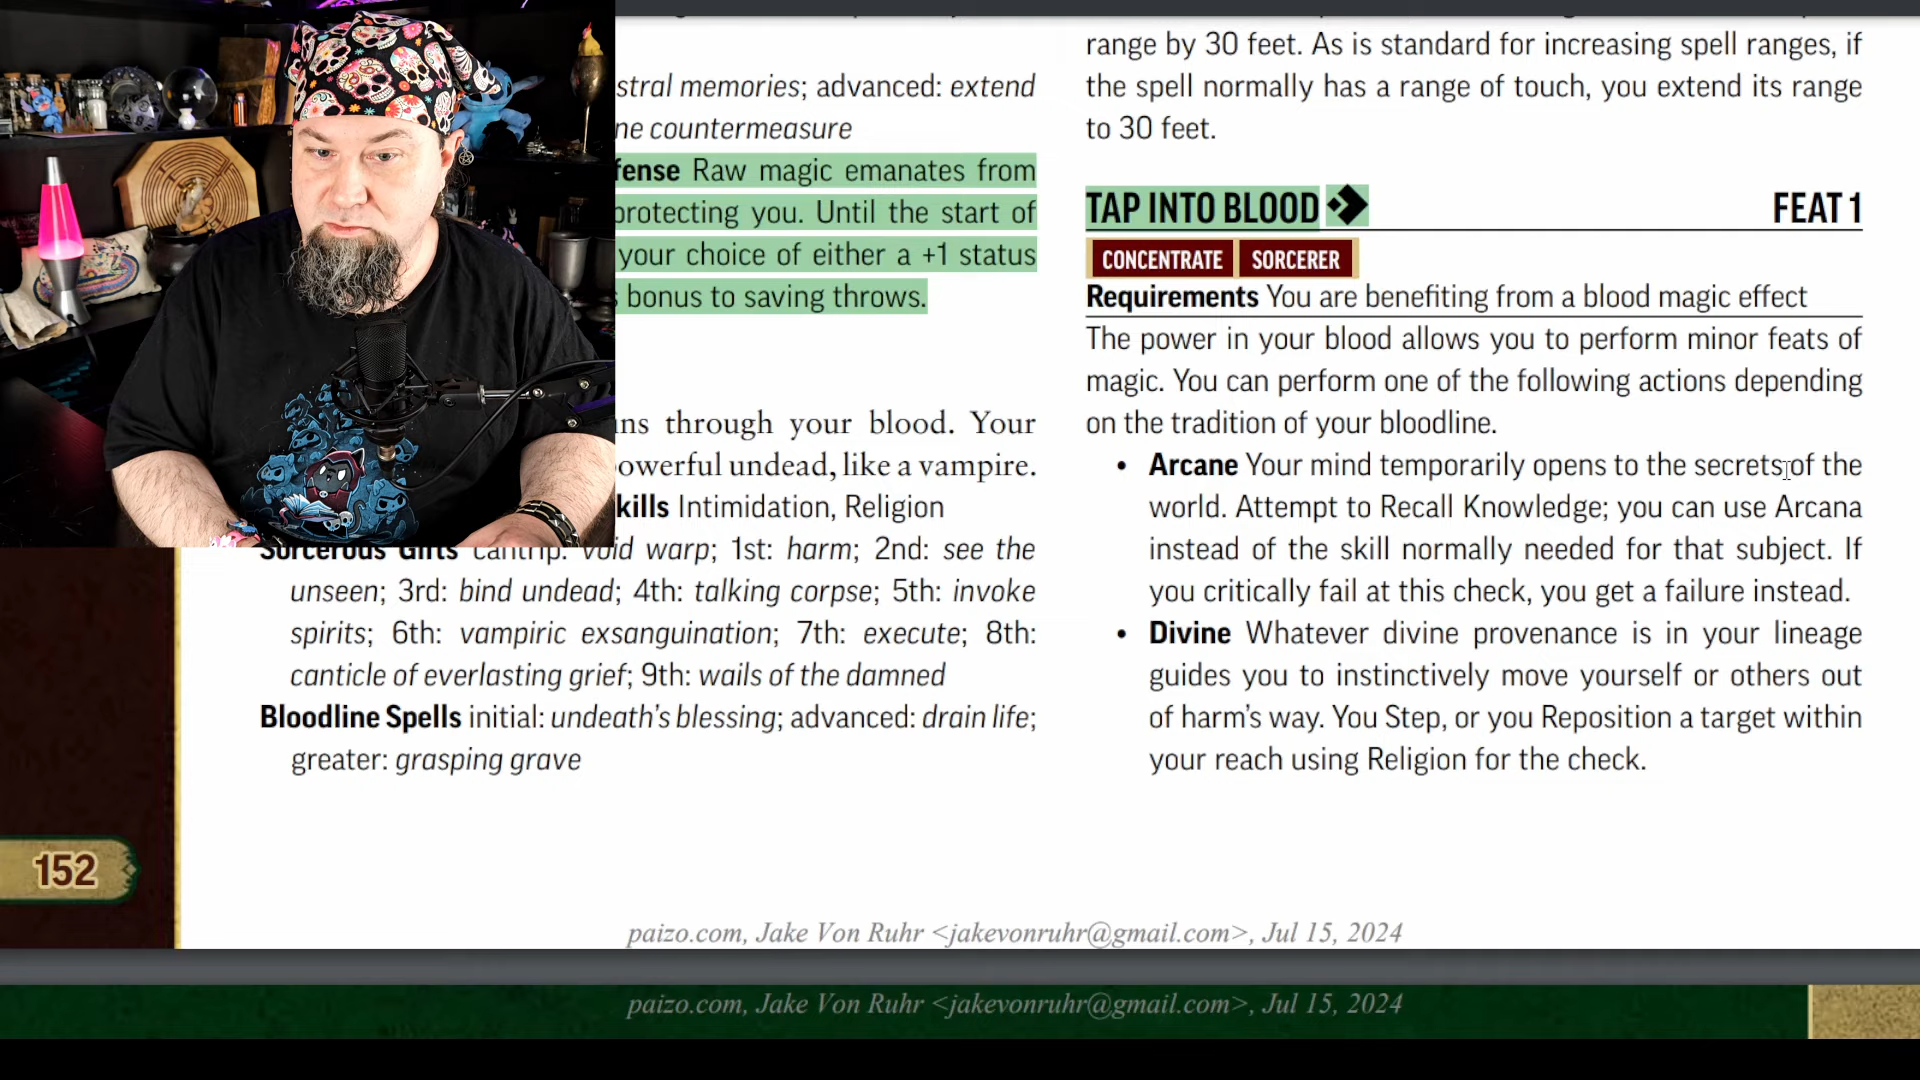 stral memories; advanced: extend
ne countermeasure
fense Raw magic emanates from
protecting you. Until the start of
your choice of either a +1 status
bonus to saving throws.
ns through your blood. Your
powerful undead, like a vampire.
kills Intimidation, Religion
Sorcerous Gifts cantrip: void warp; 1st: harm; 2nd: see the
unseen; 3rd: bind undead; 4th: talking corpse; 5th: invoke
spirits; 6th: vampiric exsanguination; 7th: execute; 8th:
canticle of everlasting grief; 9th: wails of the damned
Bloodline Spells initial: undeath's blessing; advanced: drain life;
greater: grasping grave
range by 30 feet. As is standard for increasing spell ranges, if
the spell normally has a range of touch, you extend its range
to 30 feet.
TAP INTO BLOOD FEAT 1
CONCENTRATE SORCERER
Requirements You are benefiting from a blood magic effect
The power in your blood allows you to perform minor feats of
magic. You can perform one of the following actions depending
on the tradition of your bloodline.
• Arcane Your mind temporarily opens to the secrets of the
world. Attempt to Recall Knowledge; you can use Arcana
instead of the skill normally needed for that subject. If
you critically fail at this check, you get a failure instead.
• Divine Whatever divine provenance is in your lineage
guides you to instinctively move yourself or others out
of harm's way. You Step, or you Reposition a target within
your reach using Religion for the check.
152
paizo.com, Jake Von Ruhr <jakevonruhr@gmail.com>, Jul 15, 2024
paizo.com, Jake Von Ruhr <jakevonruhr@gmail.com>, Jul 15, 2024